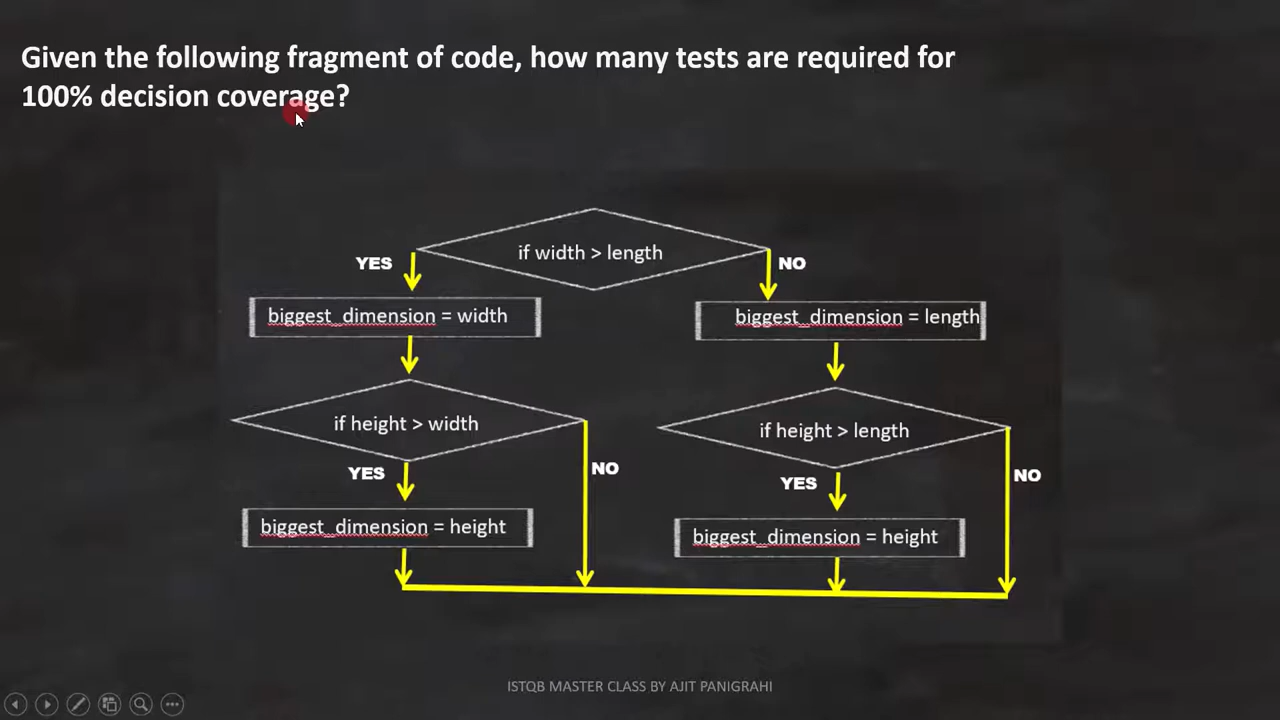 Given the following fragment of code, how many tests are required for
100% decision coverage?
if width > length
YES
NO
biggest_dimension = width
biggest_dimension = length
if height > width
if height > length
YES
NO
YES
NO
biggest_dimension = height
biggest_dimension = height
ISTQB MASTER CLASS BY AJIT PANIGRAHI